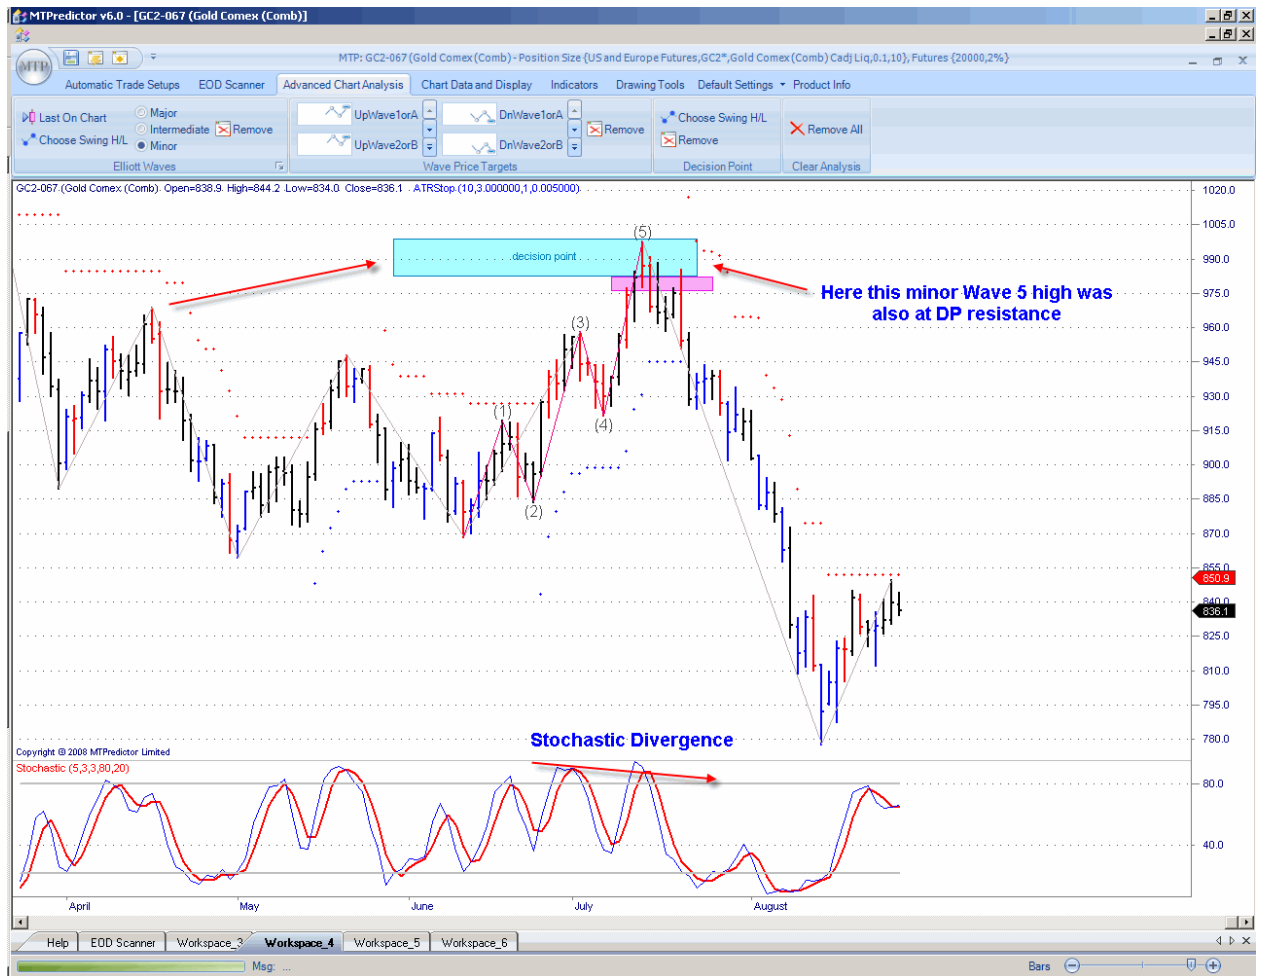 MTPredictor v6.0 - [GC2-067 (Gold Comex (Comb)]
MTP
MTP: GC2-067 (Gold Comex (Comb) - Position Size {US and Europe Futures,GC2*,Gold Comex (Comb) Cadj Liq,0.1,10}, Futures {20000,2%}
Automatic Trade Setups EOD Scanner Advanced Chart Analysis Chart Data and Display Indicators Drawing Tools Default Settings Product Info
Last On Chart
Choose Swing H/L
Major
Intermediate
Minor
Remove
Elliott Waves
UpWave1orA
UpWave2orB
DnWave1orA
DnWave2orB
Remove
Wave Price Targets
Choose Swing H/L
Remove
Decision Point
Remove All
Clear Analysis
GC2-067 (Gold Comex (Comb) Open=838.9 High=844.2 Low=834.0 Close=836.1 ATRStop (10,3.000000,1,0.005000)
1020.0
1005.0
990.0
975.0
960.0
945.0
930.0
915.0
900.0
885.0
870.0
855.0
850.9
840.0
836.1
825.0
810.0
795.0
780.0
decision point
(5)
(3)
(1)
(4)
(2)
Here this minor Wave 5 high was
also at DP resistance
Stochastic Divergence
Copyright © 2008 MTPredictor Limited
Stochastic (5,3,3,80,20)
80.0
40.0
April May June July August
Help EOD Scanner Workspace_3 Workspace_4 Workspace_5 Workspace_6
Msg: ...
Bars